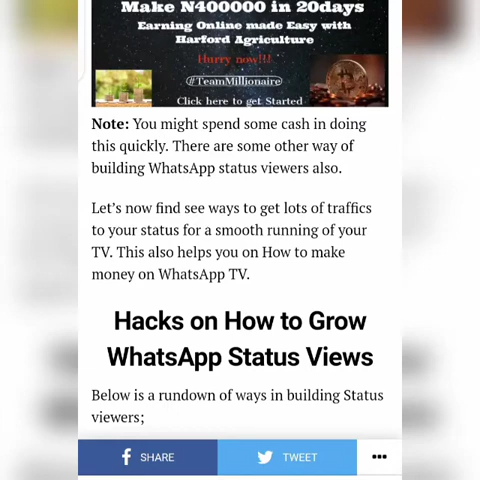 Make N400000 in 20days
Earning Online made Easy with
Harford Agriculture
Hurry now!!!
#TeamMillionaire
Click here to get Started
Note: You might spend some cash in doing
this quickly. There are some other way of
building WhatsApp status viewers also.
Let's now find see ways to get lots of traffics
to your status for a smooth running of your
TV. This also helps you on How to make
money on WhatsApp TV.
Hacks on How to Grow
WhatsApp Status Views
Below is a rundown of ways in building Status
viewers;
SHARE
TWEET